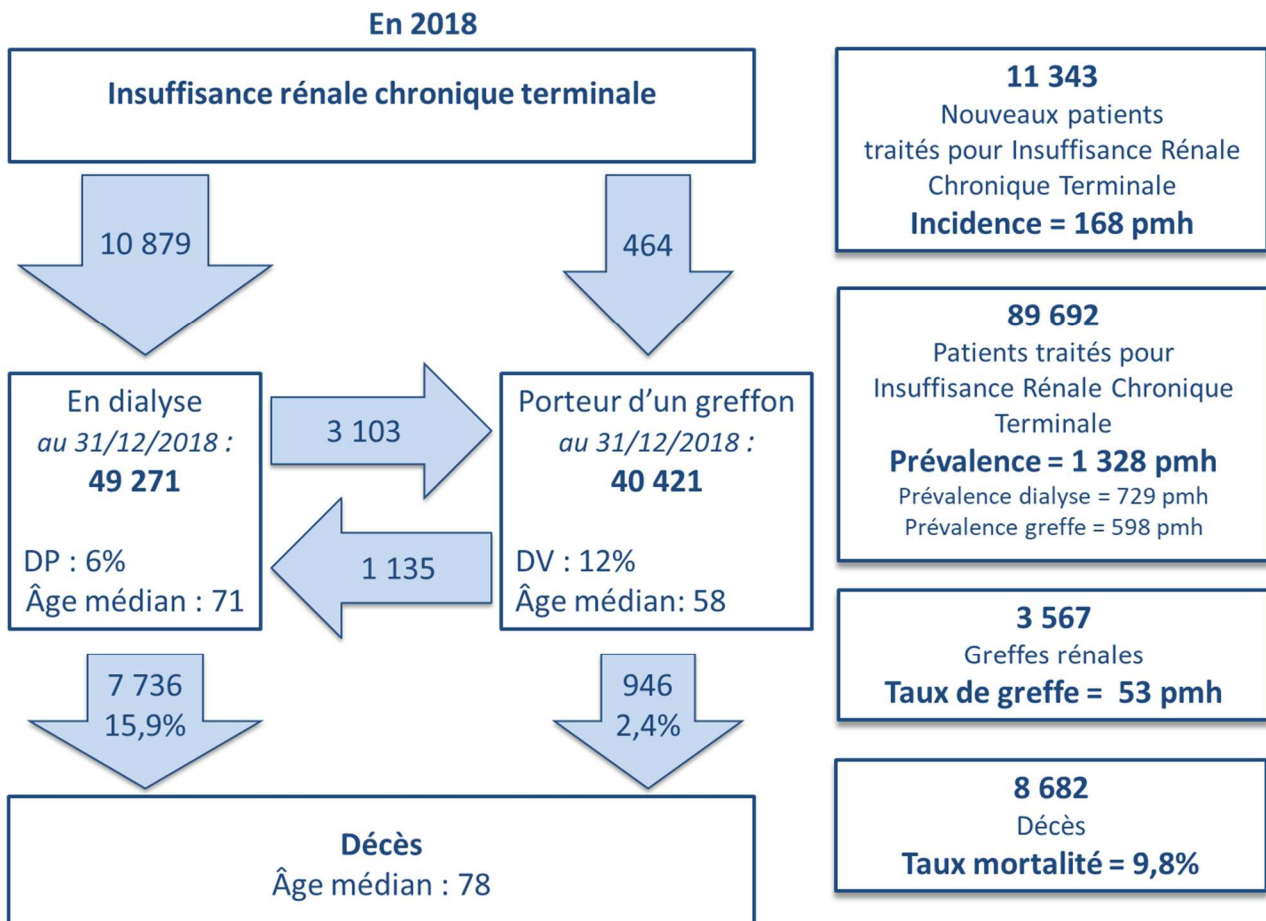 En 2018
Insuffisance rénale chronique terminale
10 879
464
En dialyse
au 31/12/2018 :
49 271
DP : 6%
Âge médian : 71
3 103
1 135
Porteur d'un greffon
au 31/12/2018 :
40 421
DV : 12%
Âge médian: 58
7 736
15,9%
946
2,4%
Décès
Âge médian : 78
11 343
Nouveaux patients
traités pour Insuffisance Rénale
Chronique Terminale
Incidence = 168 pmh
89 692
Patients traités pour
Insuffisance Rénale Chronique
Terminale
Prévalence = 1 328 pmh
Prévalence dialyse = 729 pmh
Prévalence greffe = 598 pmh
3 567
Greffes rénales
Taux de greffe = 53 pmh
8 682
Décès
Taux mortalité = 9,8%